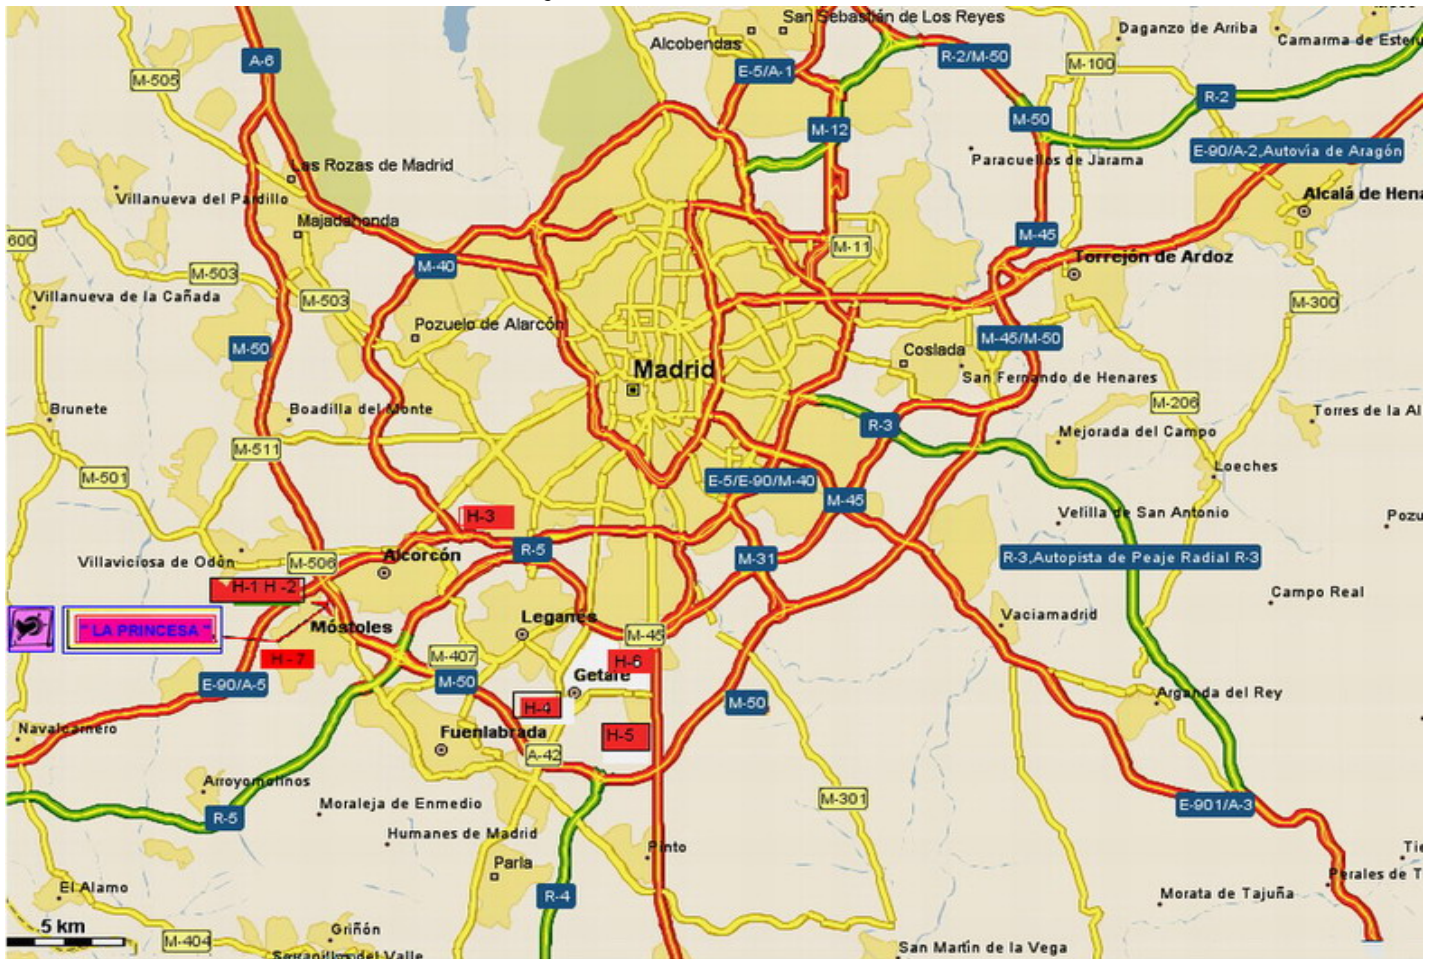 San Sebastián de Los Reyes
Daganzo de Arriba
Camarma de Esteru
Alcobendas
A-6
R-2/M-50
M-505
E-5/A-1
M-100
R-2
M-12
M-50
E-90/A-2,Autovía de Aragón
Las Rozas de Madrid
Paracuellos de Jarama
Villanueva del Pardillo
Alcalá de Hena
Majadahonda
600
M-11
M-45
M-40
Torrejón de Ardoz
M-503
Villanueva de la Cañada
M-503
M-300
Pozuelo de Alarcón
M-50
M-45/M-50
Coslada
Madrid
San Fernando de Henares
Brunete
Boadilla del Monte
M-206
Torres de la Al
R-3
Mejorada del Campo
M-511
Loeches
M-501
E-5/E-90/M-40
M-45
H-3
Velilla de San Antonio
Pozu
Villaviciosa de Odón
M-506
Alcorcón
R-5
M-31
R-3,Autopista de Peaje Radial R-3
H-1 H -2
Campo Real
" LA PRINCESA "
Móstoles
Leganés
M-45
Vaciamadrid
H - 7
M-407
H-6
E-90/A-5
M-50
Getafe
H-4
M-50
Arganda del Rey
Navalcarnero
Fuenlabrada
H-5
A-42
Arroyomolinos
Moraleja de Enmedio
M-301
E-901/A-3
R-5
Humanes de Madrid
Pinto
Tie
Parla
El Alamo
R-4
Morata de Tajuña
Perales de T
5 km
Griñón
M-404
Serranillos del Valle
San Martín de la Vega